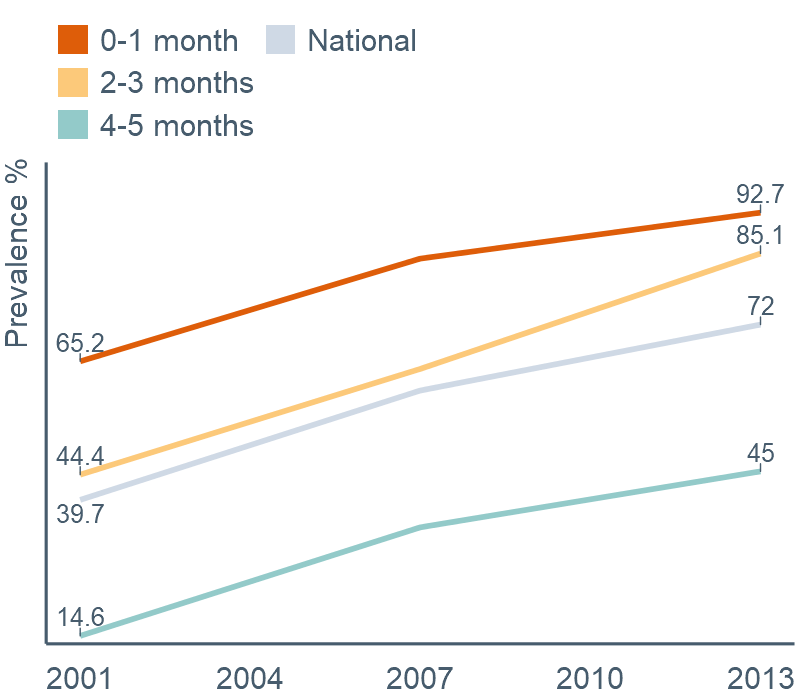 0-1 month National
2-3 months
4-5 months
Prevalence %
92.7
85.1
72
65.2
44.4
45
39.7
14.6
2001 2004 2007 2010 2013